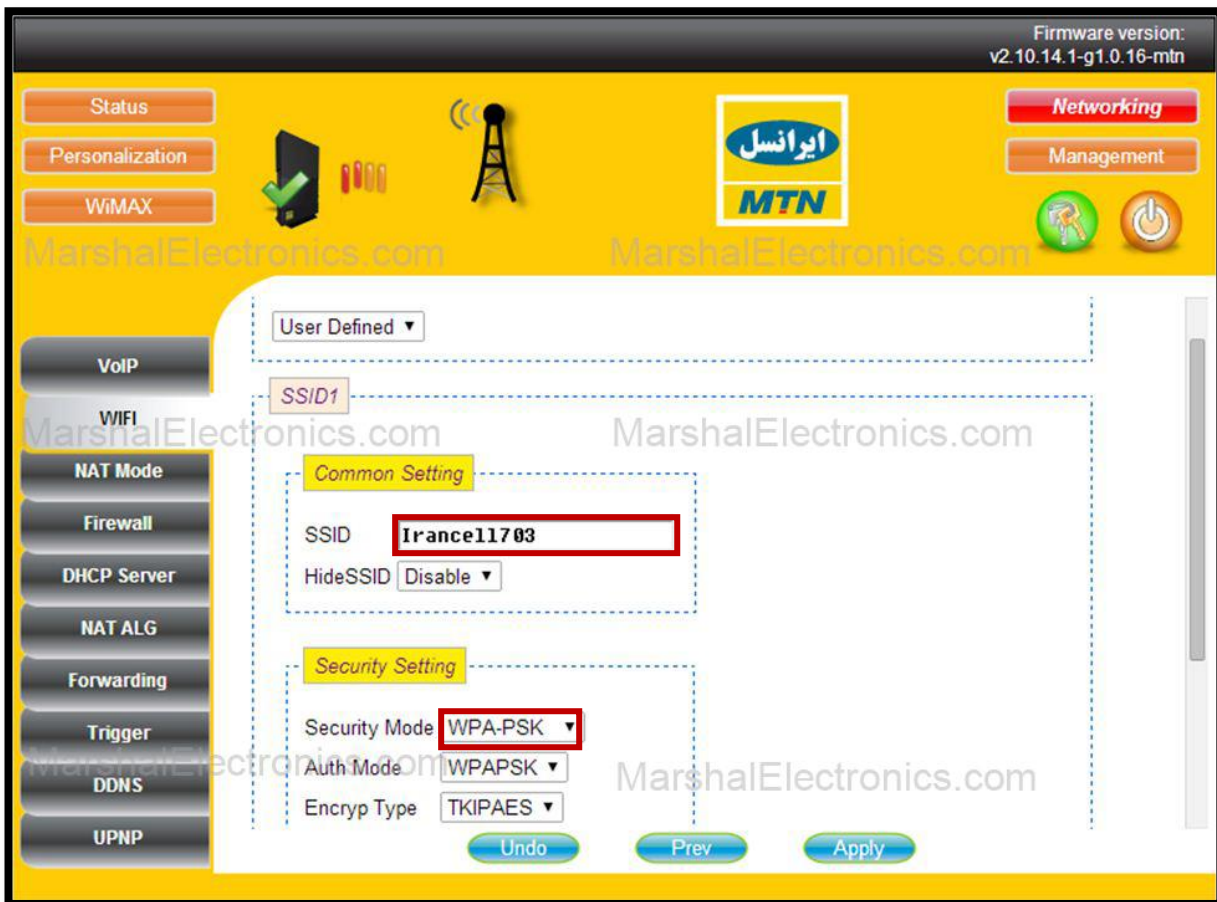 Firmware version:
v2.10.14.1-g1.0.16-mtn
Status
Networking
Personalization
Management
WiMAX
ایرانسل
MTN
MarshalElectronics.com MarshalElectronics.com
User Defined
VoIP
SSID1
WIFI
MarshalElectronics.com MarshalElectronics.com
NAT Mode
Common Setting
Firewall
SSID Irancell703
DHCP Server
HideSSID Disable
NAT ALG
Forwarding
Security Setting
Trigger
Security Mode WPA-PSK
MarshalElectronics.com MarshalElectronics.com
Auth Mode WPAPSK
DDNS
Encryp Type TKIPAES
UPNP
Undo Prev Apply